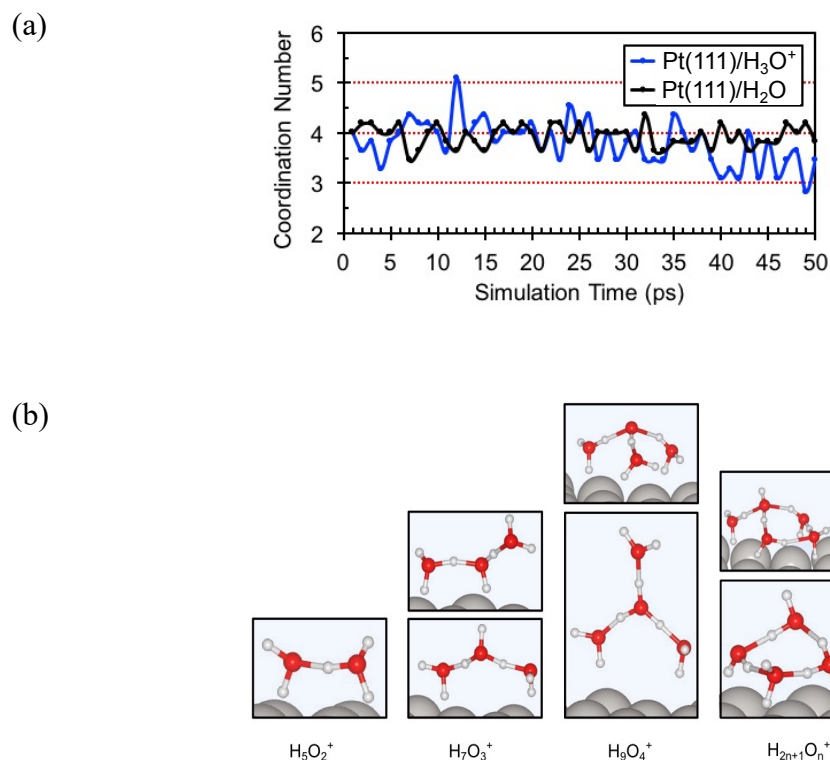 (a)
6
5
4
3
2
Coordination Number
Pt(111)/H₃O⁺
Pt(111)/H₂O
0 5 10 15 20 25 30 35 40 45 50
Simulation Time (ps)
(b)
H₅O₂⁺ H₇O₃⁺ H₉O₄⁺ H₂ₙ₊₁Oₙ⁺